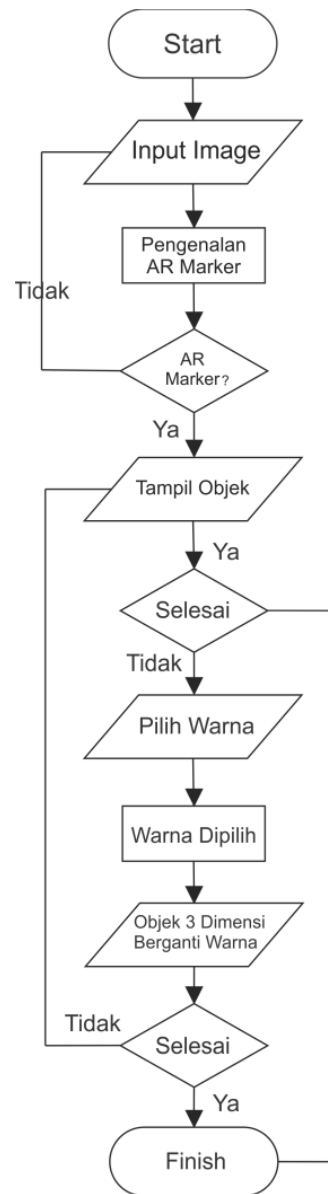 Start
Input Image
Pengenalan
AR Marker
Tidak
AR
Marker?
Ya
Tampil Objek
Ya
Selesai
Tidak
Pilih Warna
Warna Dipilih
Objek 3 Dimensi
Berganti Warna
Tidak
Selesai
Ya
Finish